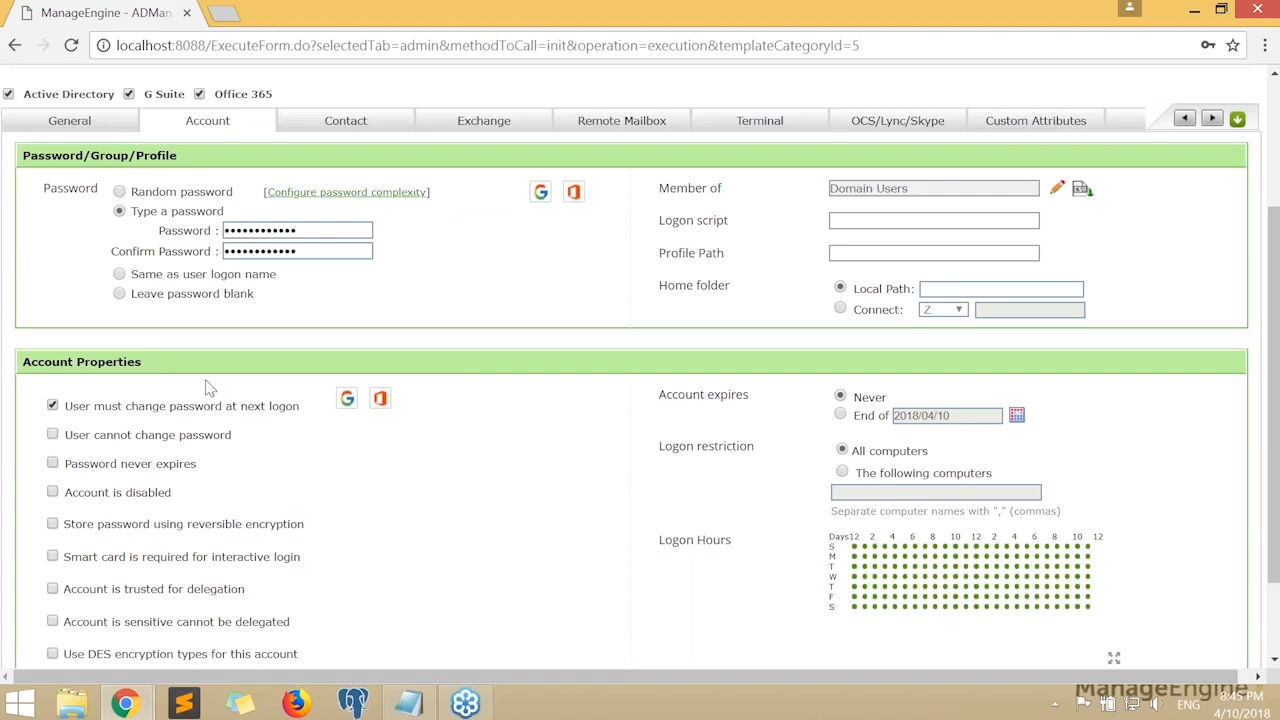 ManageEngine - ADMan
localhost:8088/ExecuteForm.do?selectedTab=admin&methodToCall=init&operation=execution&templateCategoryId=5
Active Directory G Suite Office 365
General Account Contact Exchange Remote Mailbox Terminal OCS/Lync/Skype Custom Attributes
Password/Group/Profile
Password Random password [Configure password complexity]
Type a password
Password :
Confirm Password :
Same as user logon name
Leave password blank
Member of Domain Users
Logon script
Profile Path
Home folder Local Path:
Connect: Z:
Account Properties
User must change password at next logon
User cannot change password
Password never expires
Account is disabled
Store password using reversible encryption
Smart card is required for interactive login
Account is trusted for delegation
Account is sensitive cannot be delegated
Use DES encryption types for this account
Account expires Never
End of 2018/04/10
Logon restriction All computers
The following computers
Separate computer names with "," (commas)
Logon Hours Days12 2 4 6 8 10 12 2 4 6 8 10 12
S
M
T
W
T
F
S
ManageEngine
ENG 8:45 PM
4/10/2018